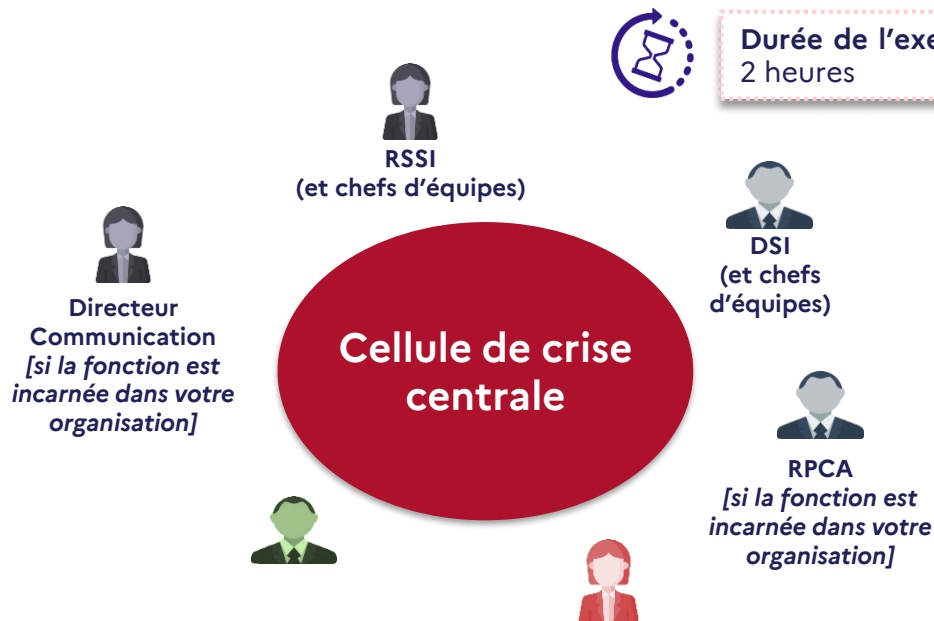 Durée de l'exe
2 heures
RSSI
(et chefs d'équipes)
DSI
(et chefs
d'équipes)
Directeur
Communication
[si la fonction est
incarnée dans votre
organisation]
Cellule de crise
centrale
RPCA
[si la fonction est
incarnée dans votre
organisation]